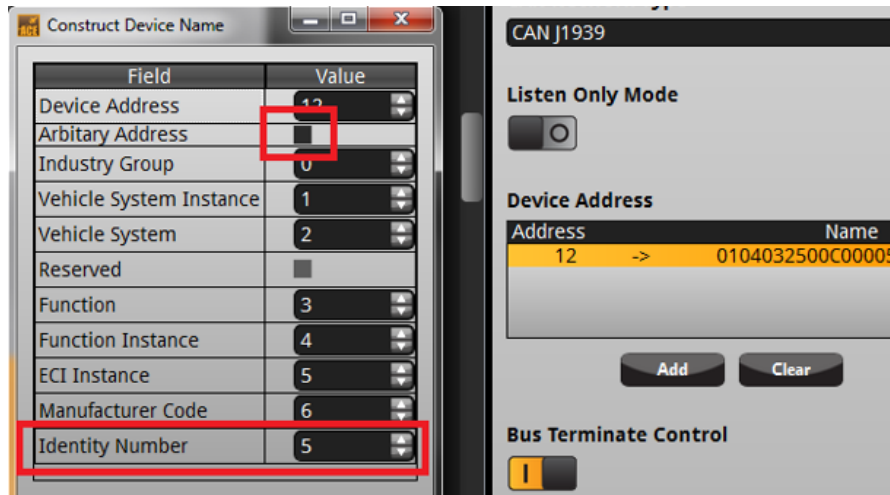 Construct Device Name
Field Value
Device Address 12
Arbitary Address
Industry Group 0
Vehicle System Instance 1
Vehicle System 2
Reserved
Function 3
Function Instance 4
ECI Instance 5
Manufacturer Code 6
Identity Number 5
CAN J1939
Listen Only Mode
Device Address
Address Name
12 -> 0104032500C00005
Add Clear
Bus Terminate Control